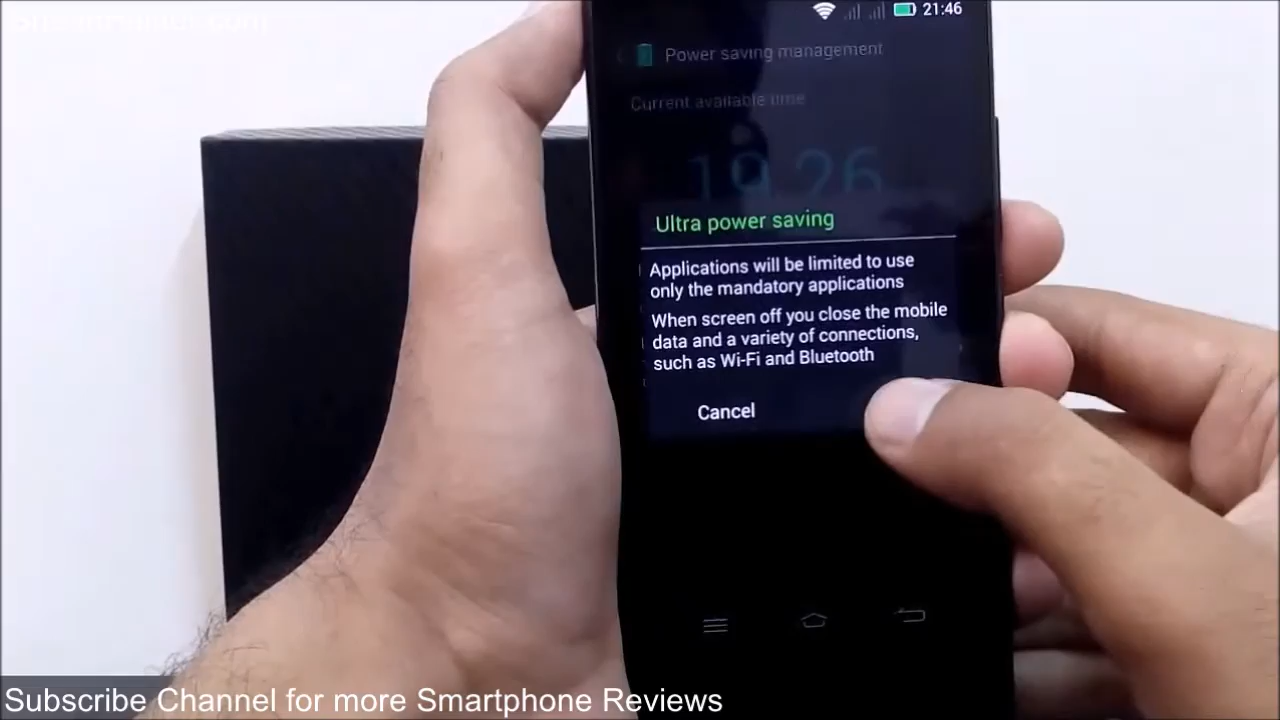 21:46
Power saving management
Current available time
19 26
Ultra power saving
Applications will be limited to use
only the mandatory applications
When screen off you close the mobile
data and a variety of connections,
such as Wi-Fi and Bluetooth
Cancel
Subscribe Channel for more Smartphone Reviews